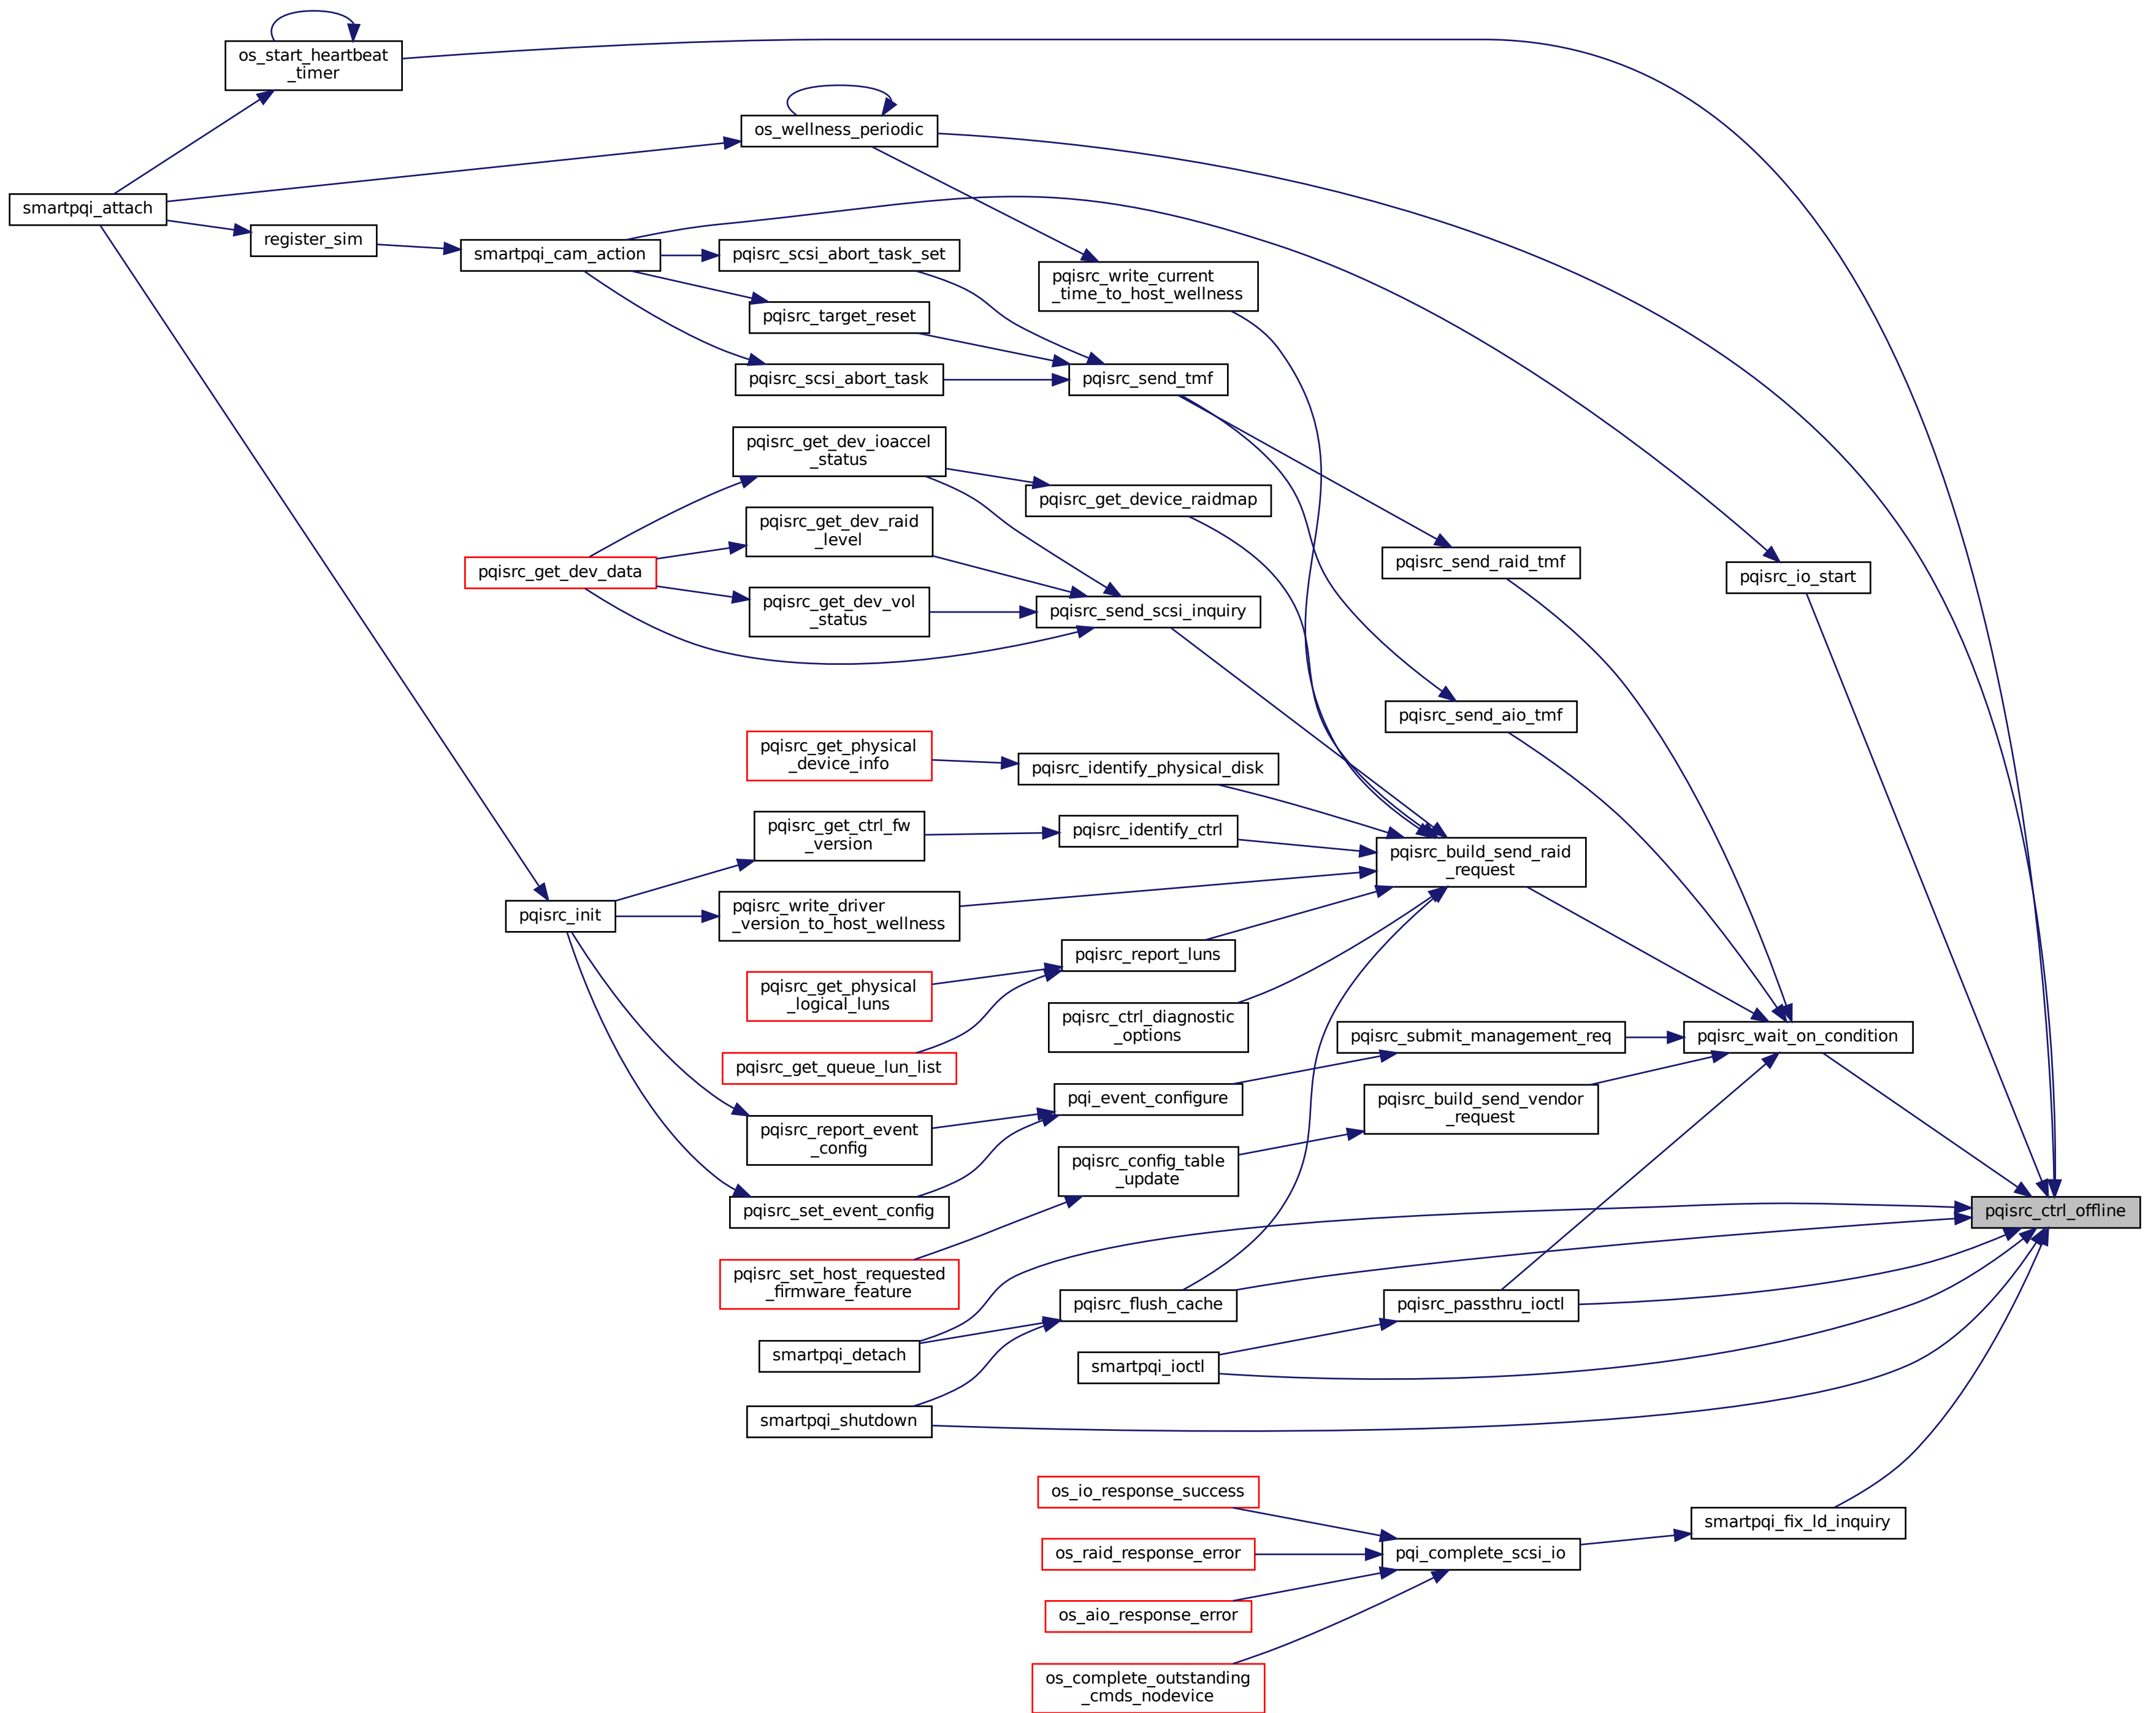 os_start_heartbeat
_timer
os_wellness_periodic
smartpqi_attach
register_sim
smartpqi_cam_action
pqisrc_scsi_abort_task_set
pqisrc_write_current
_time_to_host_wellness
pqisrc_target_reset
pqisrc_scsi_abort_task
pqisrc_send_tmf
pqisrc_get_dev_ioaccel
_status
pqisrc_get_device_raidmap
pqisrc_get_dev_raid
_level
pqisrc_send_raid_tmf
pqisrc_get_dev_data
pqisrc_io_start
pqisrc_get_dev_vol
_status
pqisrc_send_scsi_inquiry
pqisrc_send_aio_tmf
pqisrc_get_physical
_device_info
pqisrc_identify_physical_disk
pqisrc_get_ctrl_fw
_version
pqisrc_identify_ctrl
pqisrc_build_send_raid
_request
pqisrc_init
pqisrc_write_driver
_version_to_host_wellness
pqisrc_report_luns
pqisrc_get_physical
_logical_luns
pqisrc_ctrl_diagnostic
_options
pqisrc_submit_management_req
pqisrc_wait_on_condition
pqisrc_get_queue_lun_list
pqi_event_configure
pqisrc_build_send_vendor
_request
pqisrc_report_event
_config
pqisrc_config_table
_update
pqisrc_set_event_config
pqisrc_ctrl_offline
pqisrc_set_host_requested
_firmware_feature
pqisrc_flush_cache
pqisrc_passthru_ioctl
smartpqi_detach
smartpqi_ioctl
smartpqi_shutdown
os_io_response_success
smartpqi_fix_ld_inquiry
os_raid_response_error
pqi_complete_scsi_io
os_aio_response_error
os_complete_outstanding
_cmds_nodevice